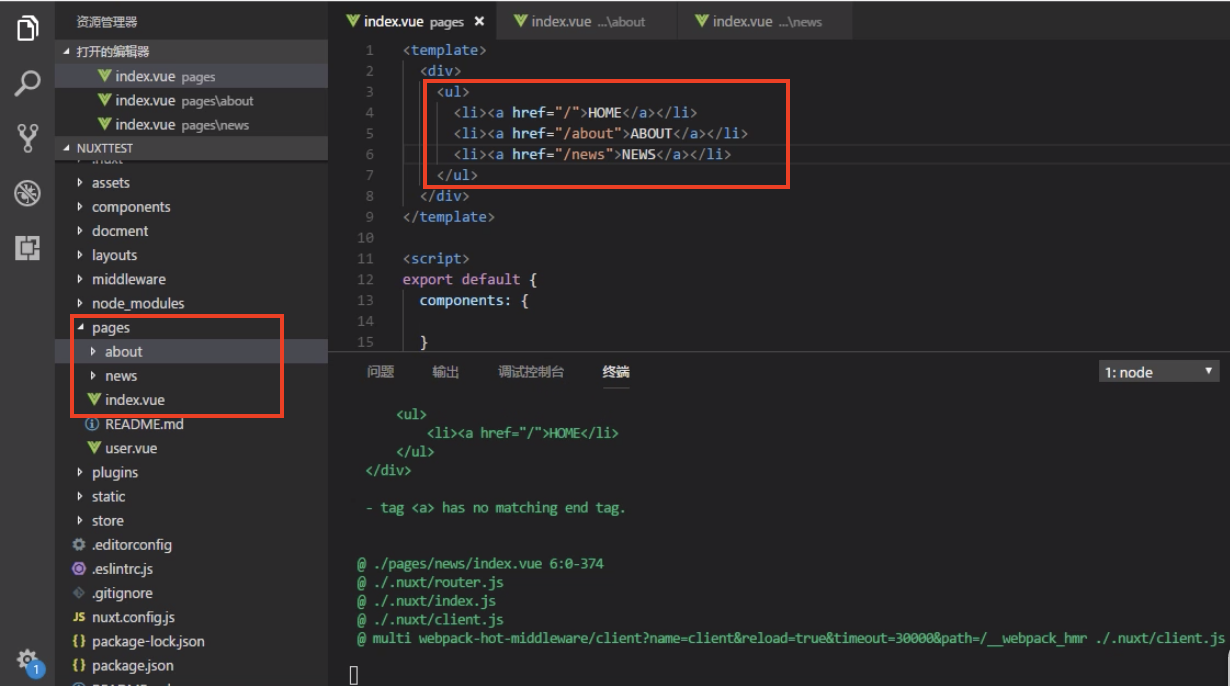 资源管理器
打开的编辑器
index.vue pages
index.vue pages\about
index.vue pages\news
NUXTTEST
.nuxt
assets
components
docment
layouts
middleware
node_modules
pages
about
news
index.vue
README.md
user.vue
plugins
static
store
.editorconfig
.eslintrc.js
.gitignore
JS nuxt.config.js
{} package-lock.json
{} package.json
1
index.vue pages × index.vue ...\about index.vue ...\news
1 <template>
2 <div>
3 <ul>
4 <li><a href="/">HOME</a></li>
5 <li><a href="/about">ABOUT</a></li>
6 <li><a href="/news">NEWS</a></li>
7 </ul>
8 </div>
9 </template>
10
11 <script>
12 export default {
13 components: {
14
15 }
问题 输出 调试控制台 终端 1: node
<ul>
<li><a href="/">HOME</li>
</ul>
</div>
- tag <a> has no matching end tag.
@ ./pages/news/index.vue 6:0-374
@ ./.nuxt/router.js
@ ./.nuxt/index.js
@ ./.nuxt/client.js
@ multi webpack-hot-middleware/client?name=client&reload=true&timeout=30000&path=/__webpack_hmr ./.nuxt/client.js